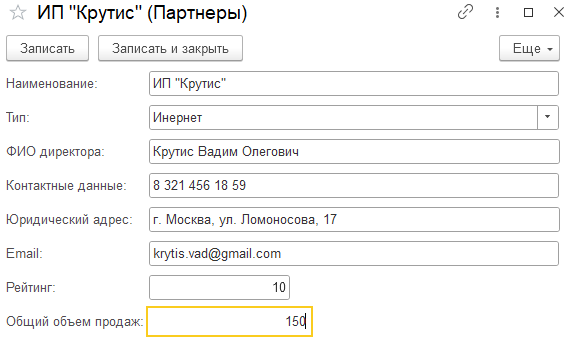 ИП "Крутис" (Партнеры)
Записать Записать и закрыть Еще
Наименование: ИП "Крутис"
Тип: Инернет
ФИО директора: Крутис Вадим Олегович
Контактные данные: 8 321 456 18 59
Юридический адрес: г. Москва, ул. Ломоносова, 17
Email: krytis.vad@gmail.com
Рейтинг: 10
Общий объем продаж: 150